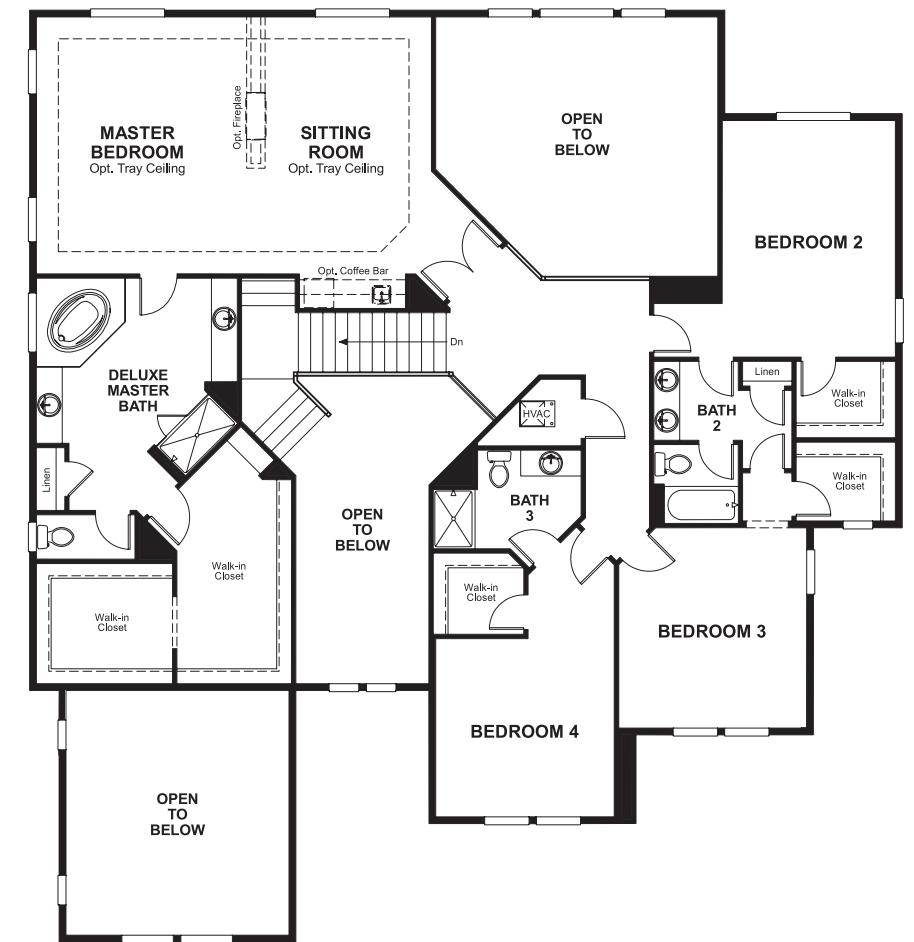 MASTER
BEDROOM
Opt. Tray Ceiling
Opt. Fireplace
SITTING
ROOM
Opt. Tray Ceiling
OPEN
TO
BELOW
BEDROOM 2
Opt. Coffee Bar
Dn
DELUXE
MASTER
BATH
Linen
HVAC
BATH
2
Linen
Walk-in
Closet
Walk-in
Closet
BATH
3
OPEN
TO
BELOW
Walk-in
Closet
Walk-in
Closet
Walk-in
Closet
BEDROOM 3
BEDROOM 4
OPEN
TO
BELOW